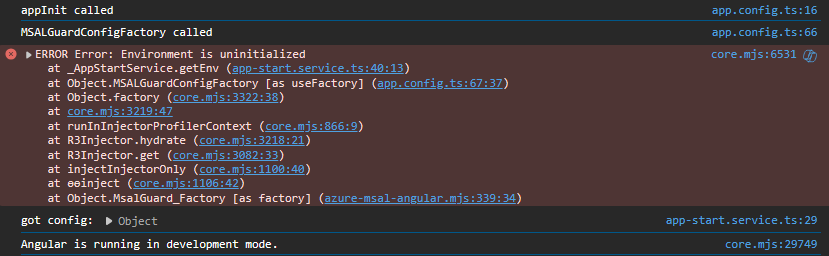 appInit called app.config.ts:16
MSALGuardConfigFactory called app.config.ts:66
ERROR Error: Environment is uninitialized core.mjs:6531
at _AppStartService.getEnv (app-start.service.ts:40:13)
at Object.MSALGuardConfigFactory [as useFactory] (app.config.ts:67:37)
at Object.factory (core.mjs:3322:38)
at core.mjs:3219:47
at runInInjectorProfilerContext (core.mjs:866:9)
at R3Injector.hydrate (core.mjs:3218:21)
at R3Injector.get (core.mjs:3082:33)
at injectInjectorOnly (core.mjs:1100:40)
at ɵɵinject (core.mjs:1106:42)
at Object.MsalGuard_Factory [as factory] (azure-msal-angular.mjs:339:34)
got config: Object app-start.service.ts:29
Angular is running in development mode. core.mjs:29749